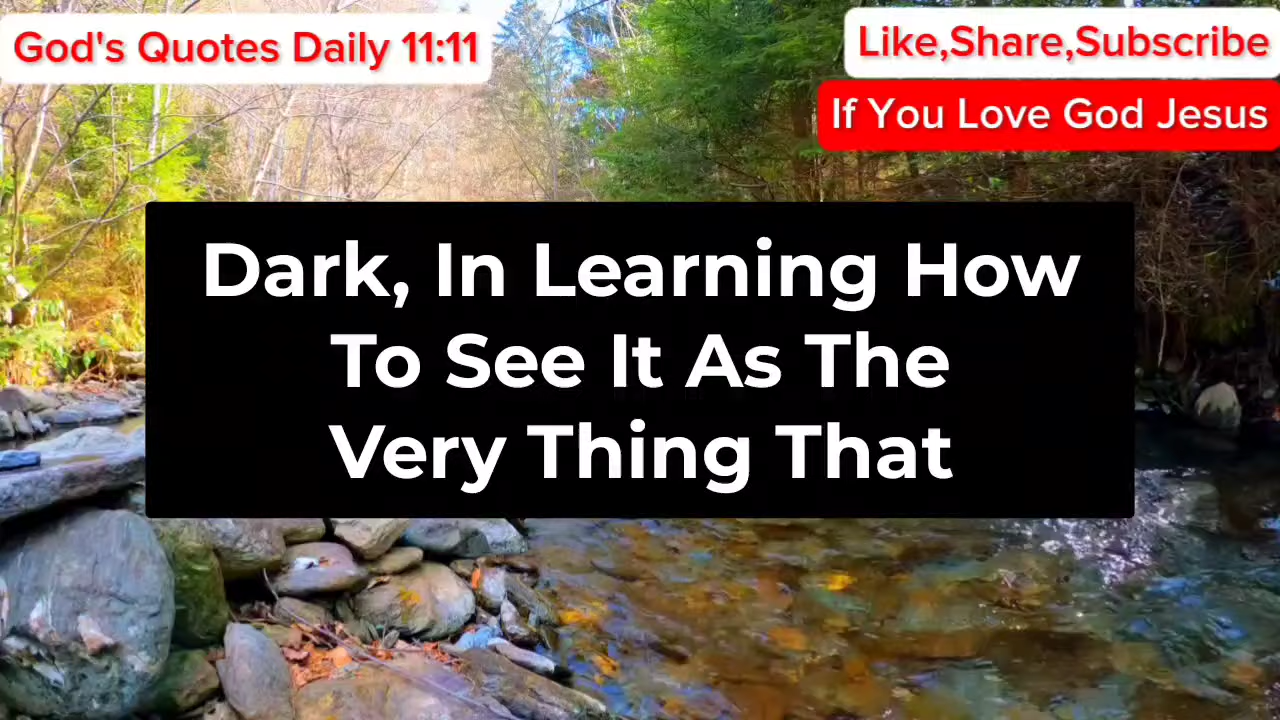 God's Quotes Daily 11:11
Like,Share,Subscribe
If You Love God Jesus
Dark, In Learning How
To See It As The
Very Thing That